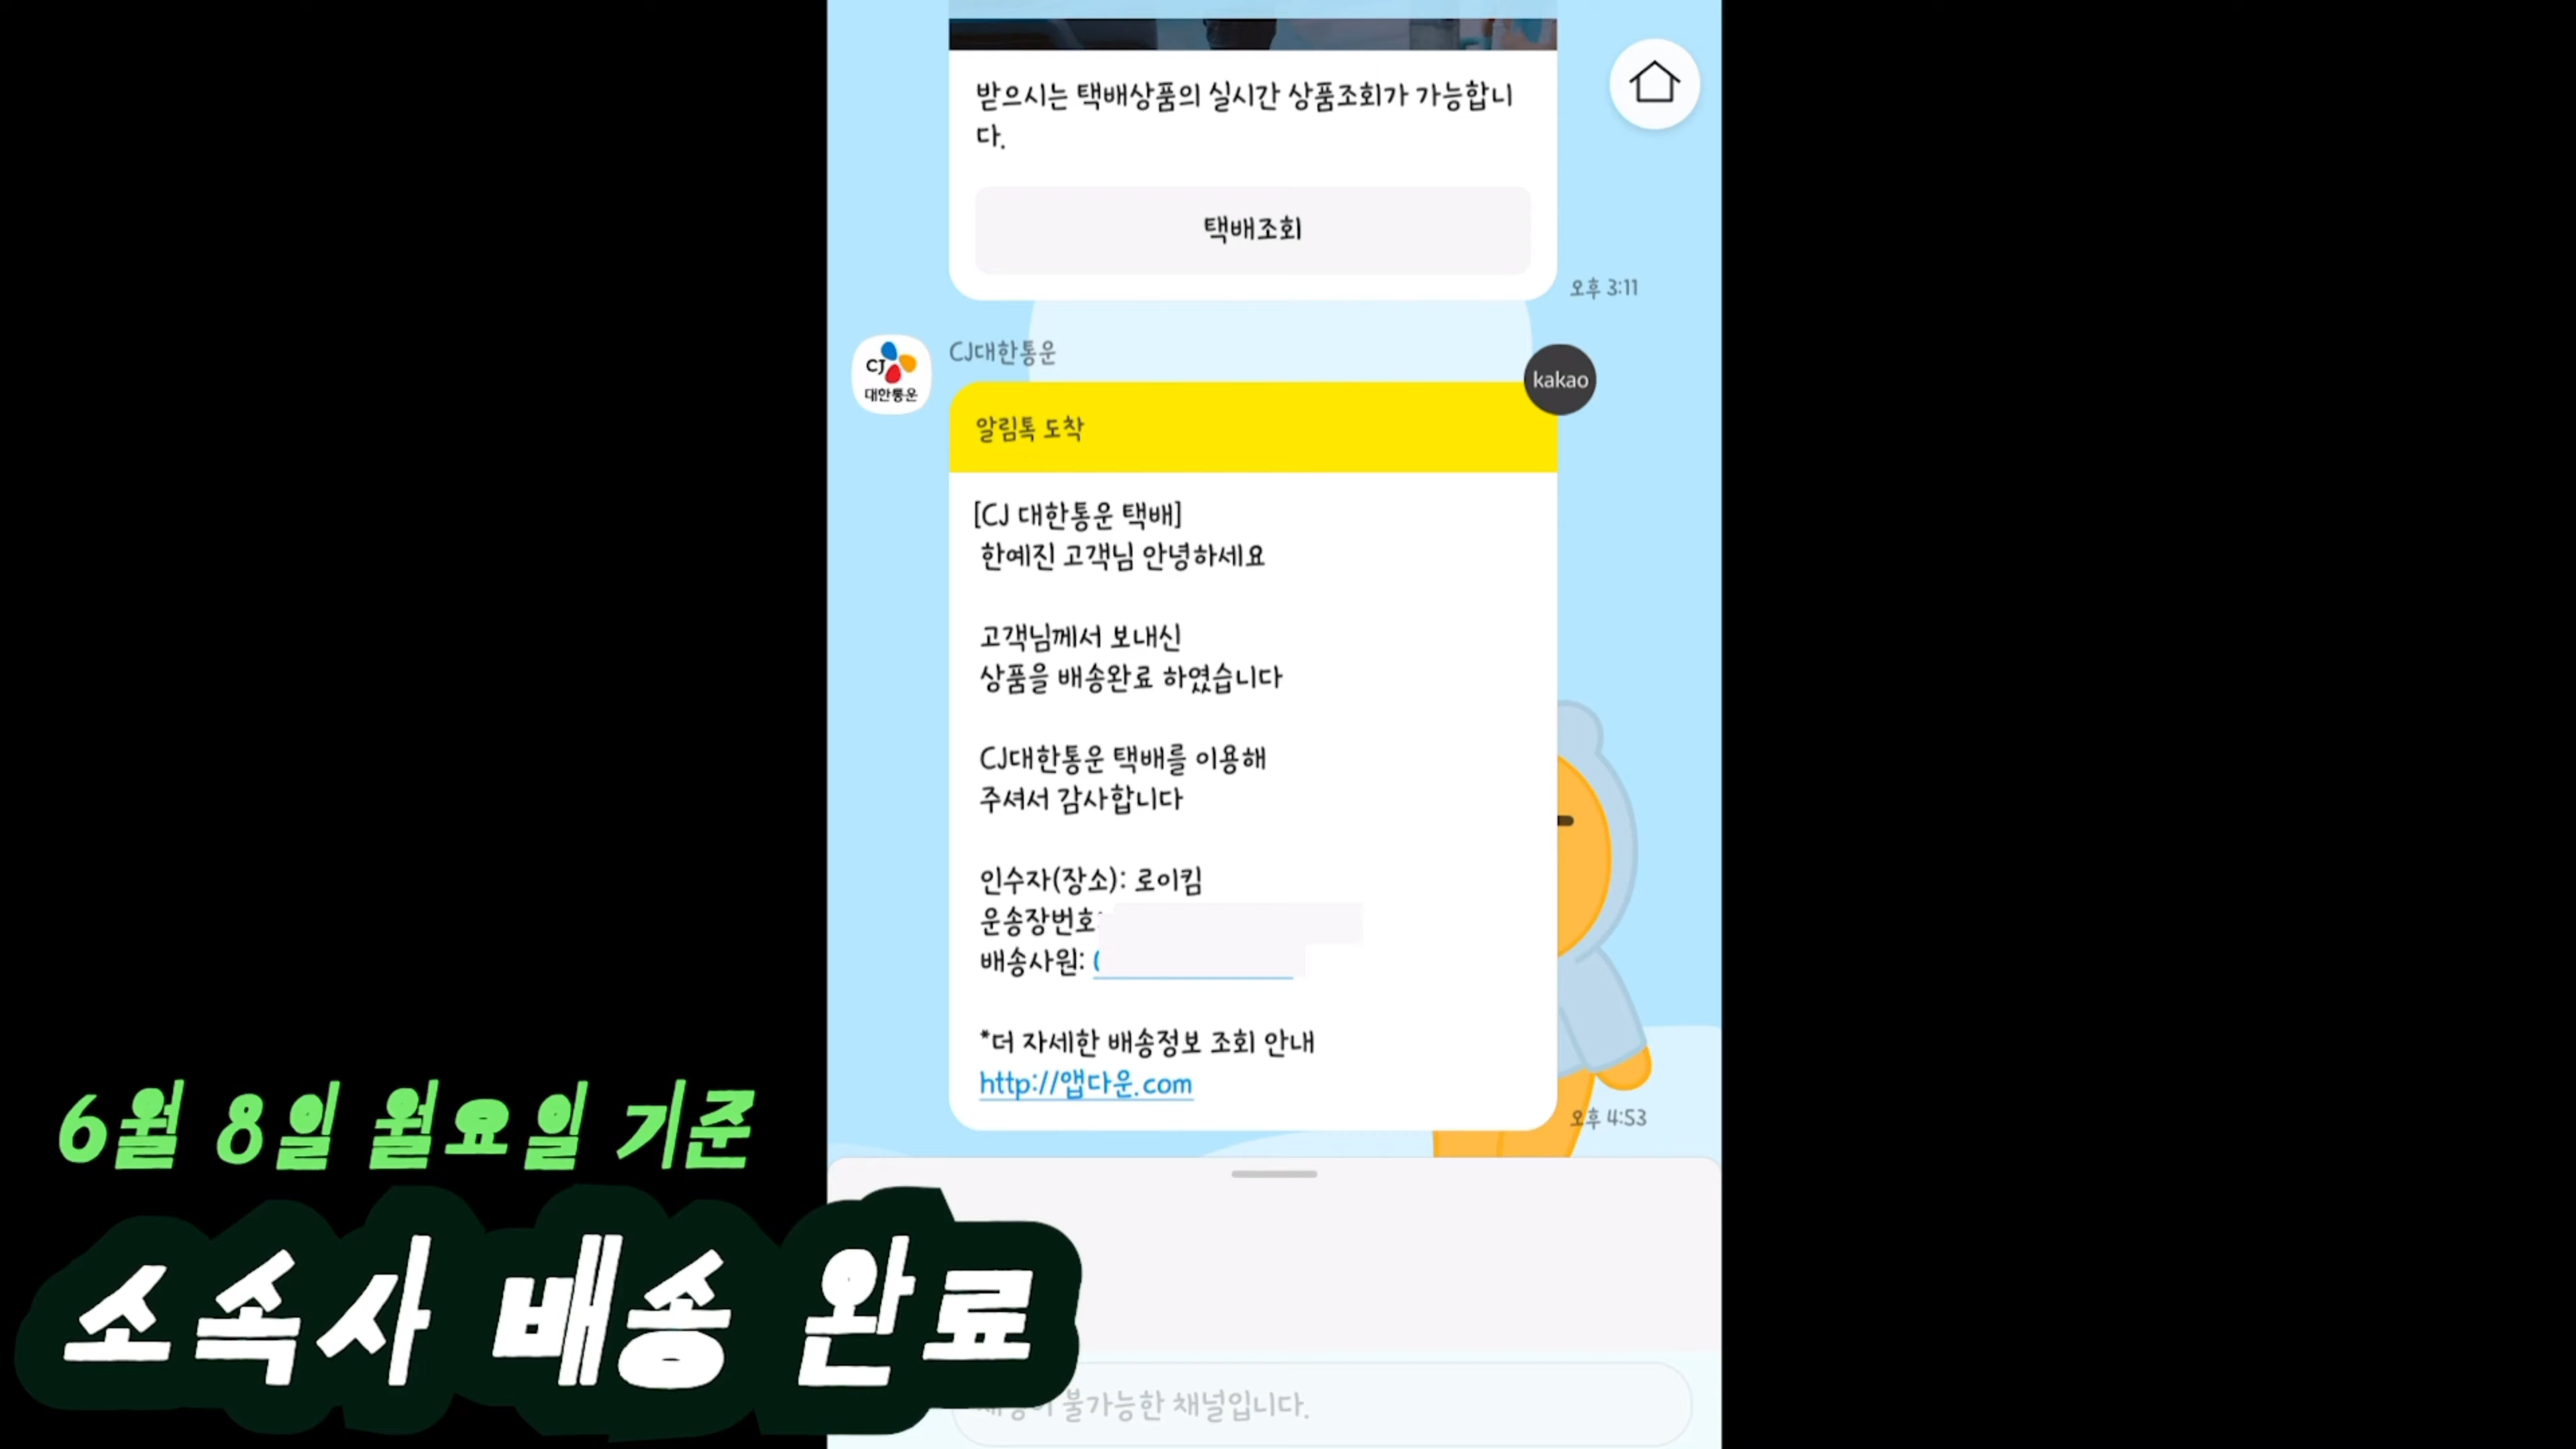 받으시는 택배상품의 실시간 상품조회가 가능합니
다.
택배조회
오후 3:11
CJ
대한통운
CJ대한통운
kakao
알림톡 도착
[CJ 대한통운 택배]
한예진 고객님 안녕하세요
고객님께서 보내신
상품을 배송완료 하였습니다
CJ대한통운 택배를 이용해
주셔서 감사합니다
인수자(장소): 로이킴
운송장번호:
배송사원:
*더 자세한 배송정보 조회 안내
http://앱다운.com
오후 4:53
6월 8일 월요일 기준
소속사 배송 완료
불가능한 채널입니다.